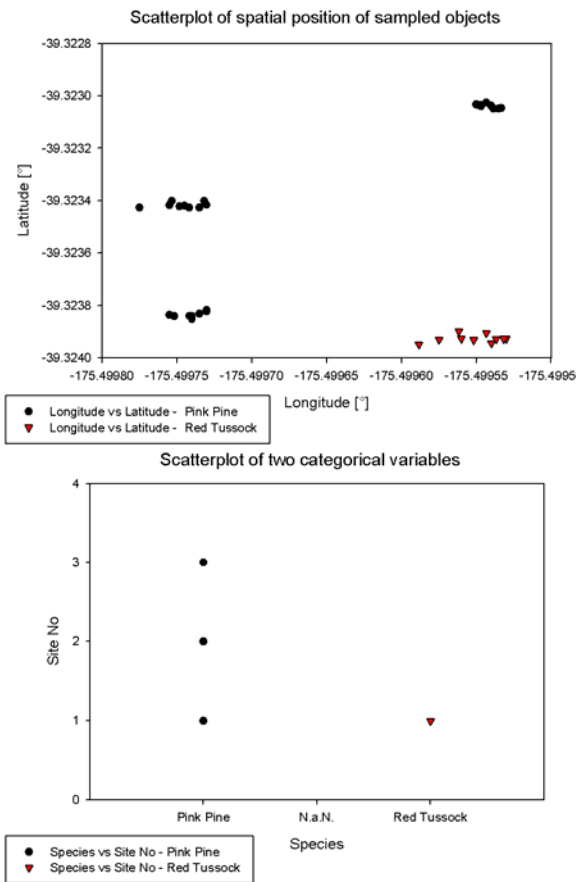 Scatterplot of spatial position of sampled objects
-39.3228
-39.3230
-39.3232
-39.3234
-39.3236
-39.3238
-39.3240
Latitude [°]
-175.49980 -175.49975 -175.49970 -175.49965 -175.49960 -175.49955 -175.4995
Longitude [°]
Longitude vs Latitude - Pink Pine
Longitude vs Latitude - Red Tussock
Scatterplot of two categorical variables
4
3
2
1
0
Site No
Pink Pine N.a.N. Red Tussock
Species
Species vs Site No - Pink Pine
Species vs Site No - Red Tussock